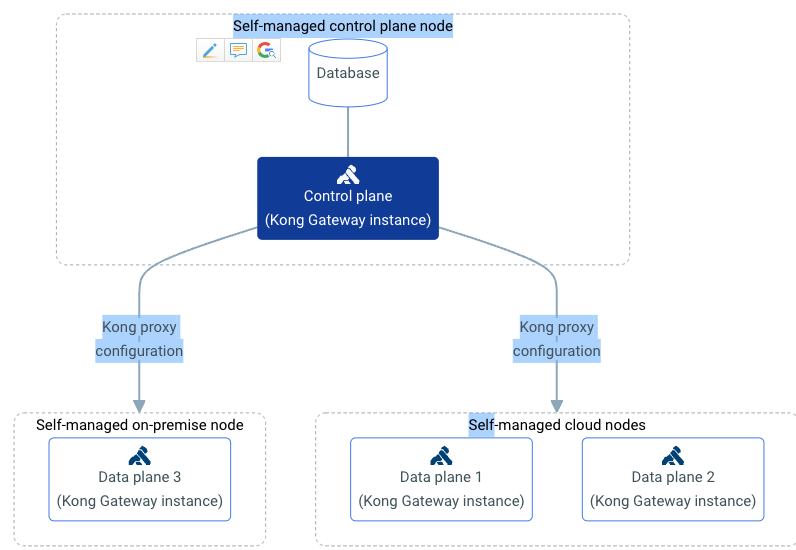 Self-managed control plane node
Database
Control plane
(Kong Gateway instance)
Kong proxy
configuration
Kong proxy
configuration
Self-managed on-premise node
Data plane 3
(Kong Gateway instance)
Self-managed cloud nodes
Data plane 1
(Kong Gateway instance)
Data plane 2
(Kong Gateway instance)